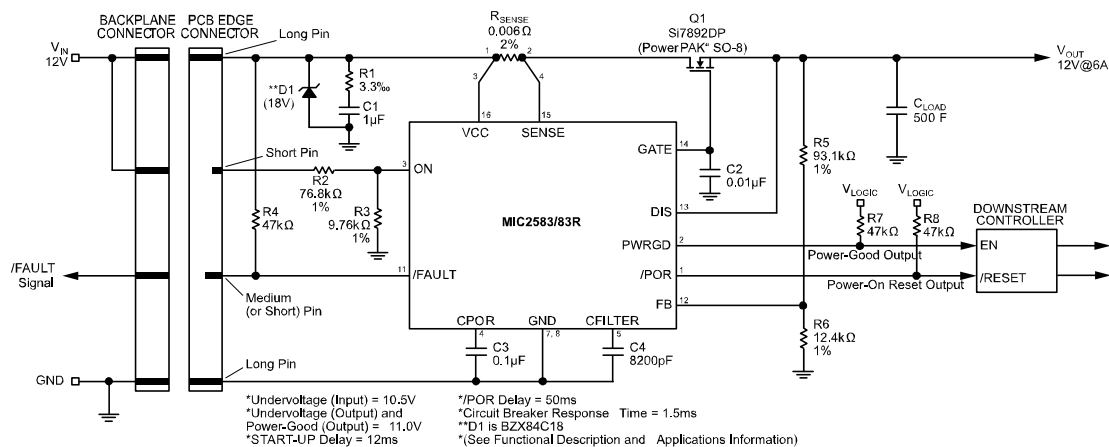 BACKPLANE
CONNECTOR
PCB EDGE
CONNECTOR
Long Pin
VIN
12V
**D1
(18V)
R1
3.3‰
C1
1µF
RSENSE
0.006Ω
2%
1
2
3
4
Q1
Si7892DP
(PowerPAK" SO-8)
VOUT
12V@6A
CLOAD
500 F
16
15
VCC
SENSE
Short Pin
R2
76.8kΩ
1%
3
ON
R3
9.76kΩ
1%
R4
47kΩ
MIC2583/83R
GATE
14
C2
0.01µF
DIS
13
R5
93.1kΩ
1%
VLOGIC
VLOGIC
R7
47kΩ
R8
47kΩ
DOWNSTREAM
CONTROLLER
PWRGD
2
Power-Good Output
EN
/POR
1
Power-On Reset Output
/RESET
/FAULT
Signal
11
/FAULT
FB
12
Medium
(or Short) Pin
R6
12.4kΩ
1%
CPOR
4
GND
7, 8
CFILTER
5
C3
0.1µF
C4
8200pF
Long Pin
GND
*Undervoltage (Input) = 10.5V
*Undervoltage (Output) and
Power-Good (Output) = 11.0V
*START-UP Delay = 12ms
*/POR Delay = 50ms
*Circuit Breaker Response Time = 1.5ms
**D1 is BZX84C18
*(See Functional Description and Applications Information)